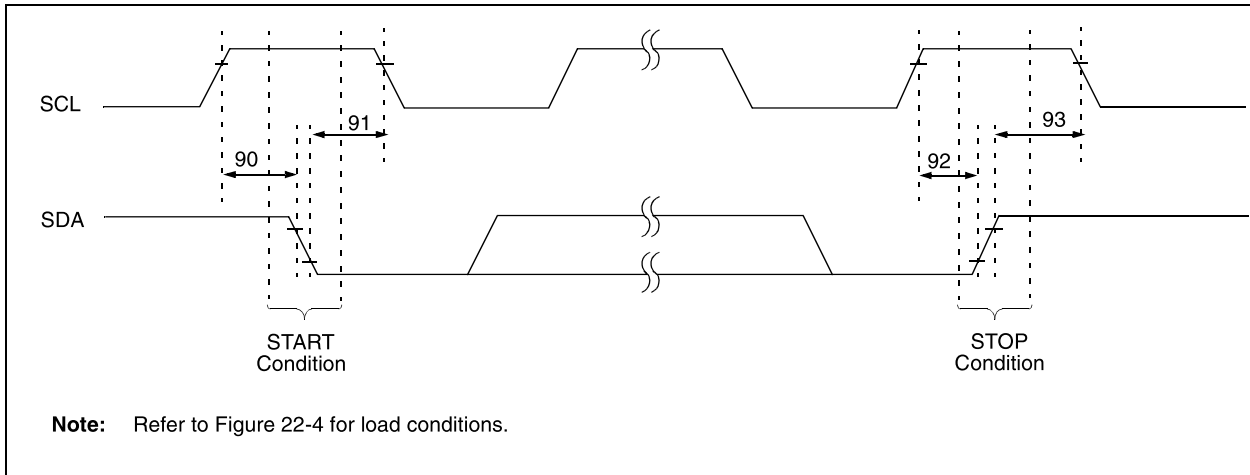 SCL
91
93
90
92
SDA
START
Condition
STOP
Condition
Note: Refer to Figure 22-4 for load conditions.